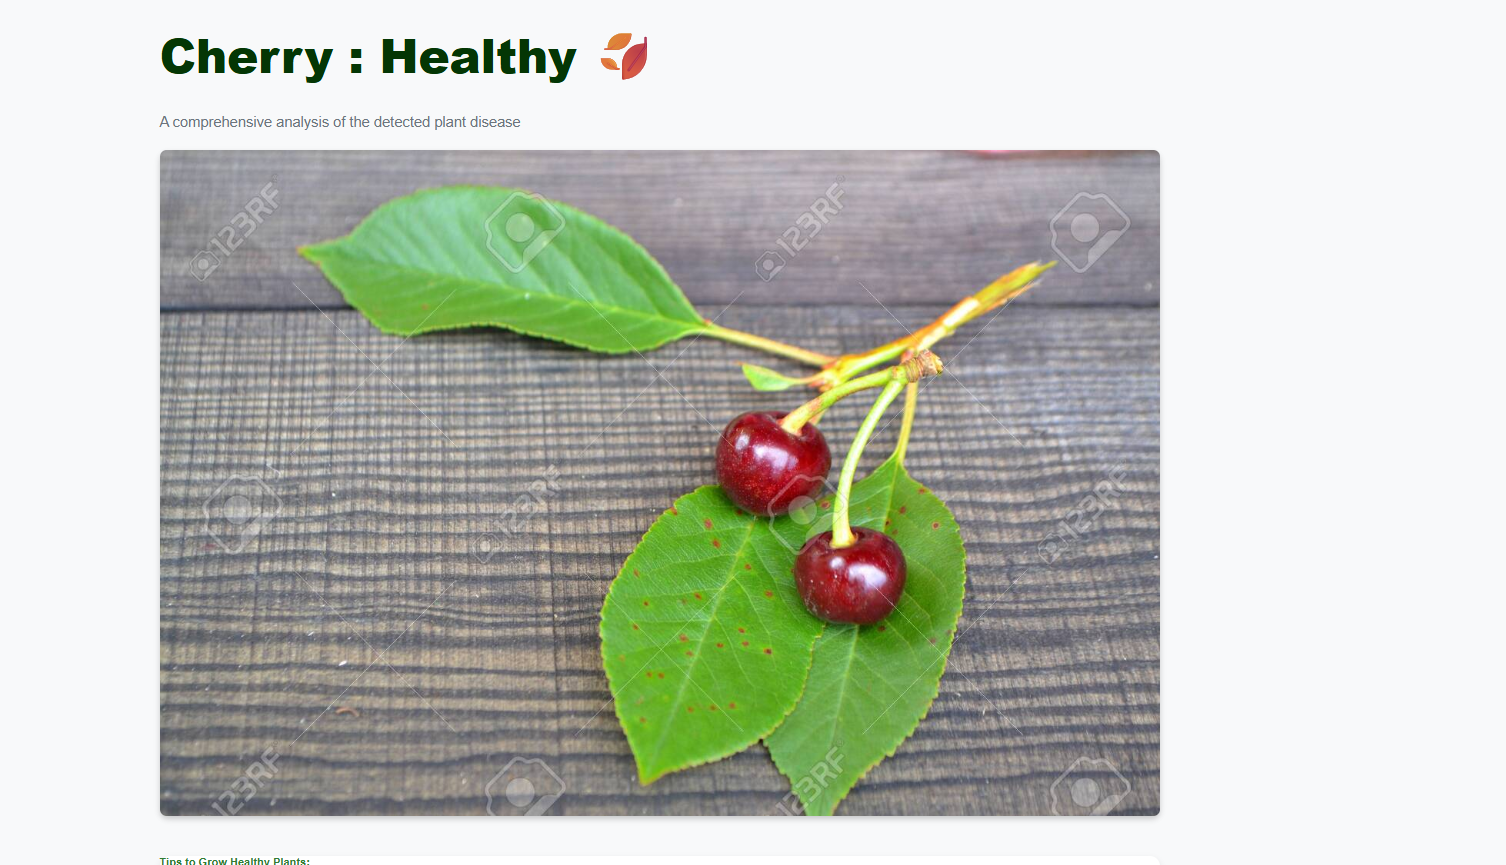 Cherry : Healthy
A comprehensive analysis of the detected plant disease
123RF
123RF
123RF
123RF
123RF
123RF
Tips to Grow Healthy Plants: